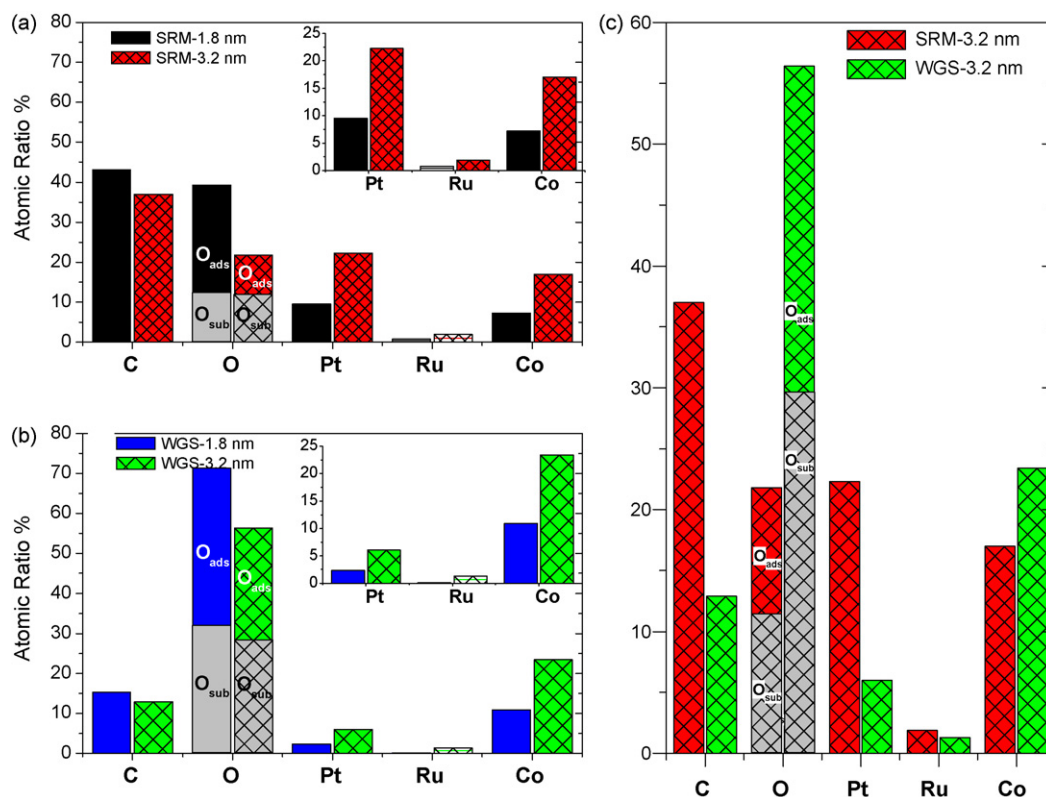 (a)
80
70
60
50
40
30
20
10
0
Atomic Ratio %
SRM-1.8 nm
SRM-3.2 nm
25
20
15
10
5
0
Pt Ru Co
O ads
O ads
O sub
O sub
C O Pt Ru Co
(b)
80
70
60
50
40
30
20
10
0
Atomic Ratio %
WGS-1.8 nm
WGS-3.2 nm
25
20
15
10
5
0
Pt Ru Co
O ads
O ads
O sub
O sub
C O Pt Ru Co
(c)
60
50
40
30
20
10
0
SRM-3.2 nm
WGS-3.2 nm
O ads
O sub
O ads
O sub
C O Pt Ru Co